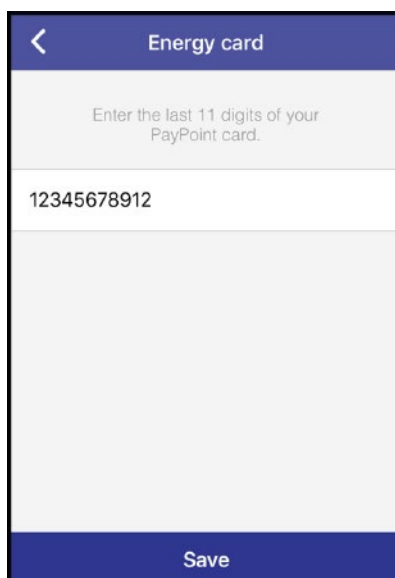 Energy card
Enter the last 11 digits of your
PayPoint card.
12345678912
Save